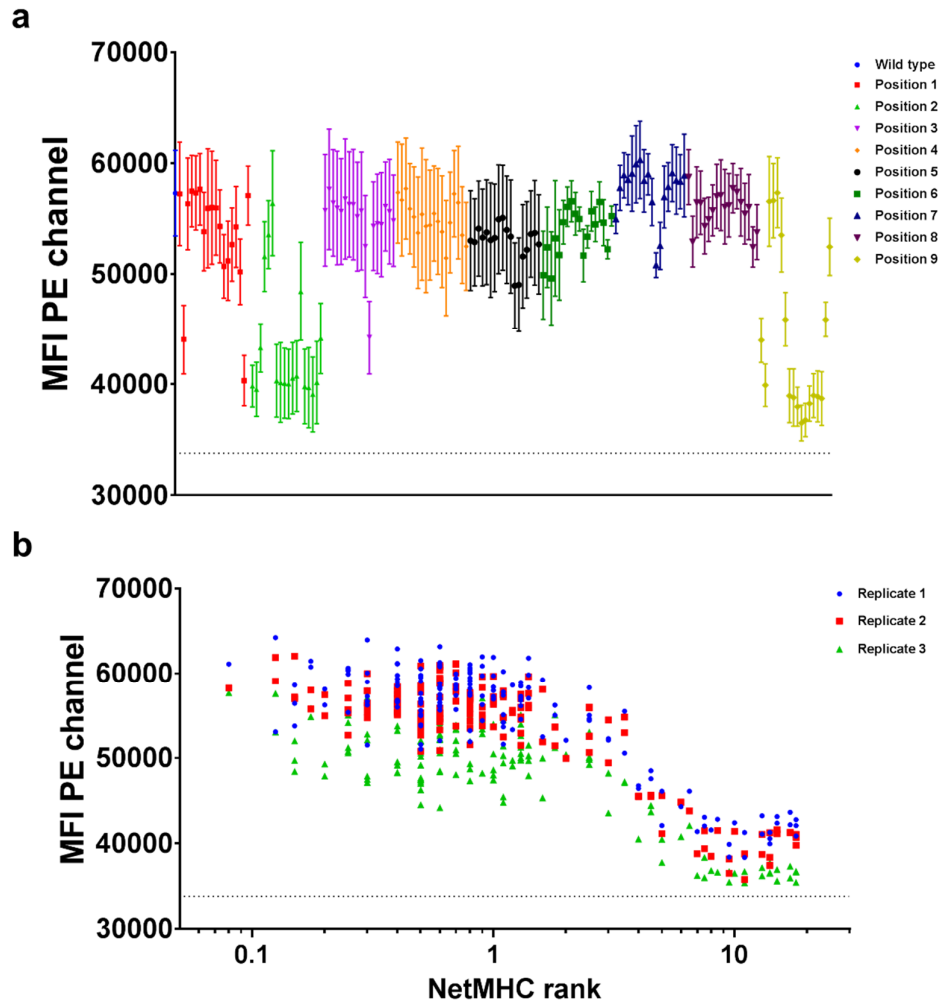 a
MFI PE channel
70000
60000
50000
40000
30000
Wild type
Position 1
Position 2
Position 3
Position 4
Position 5
Position 6
Position 7
Position 8
Position 9
b
MFI PE channel
70000
60000
50000
40000
30000
0.1 1 10
NetMHC rank
Replicate 1
Replicate 2
Replicate 3